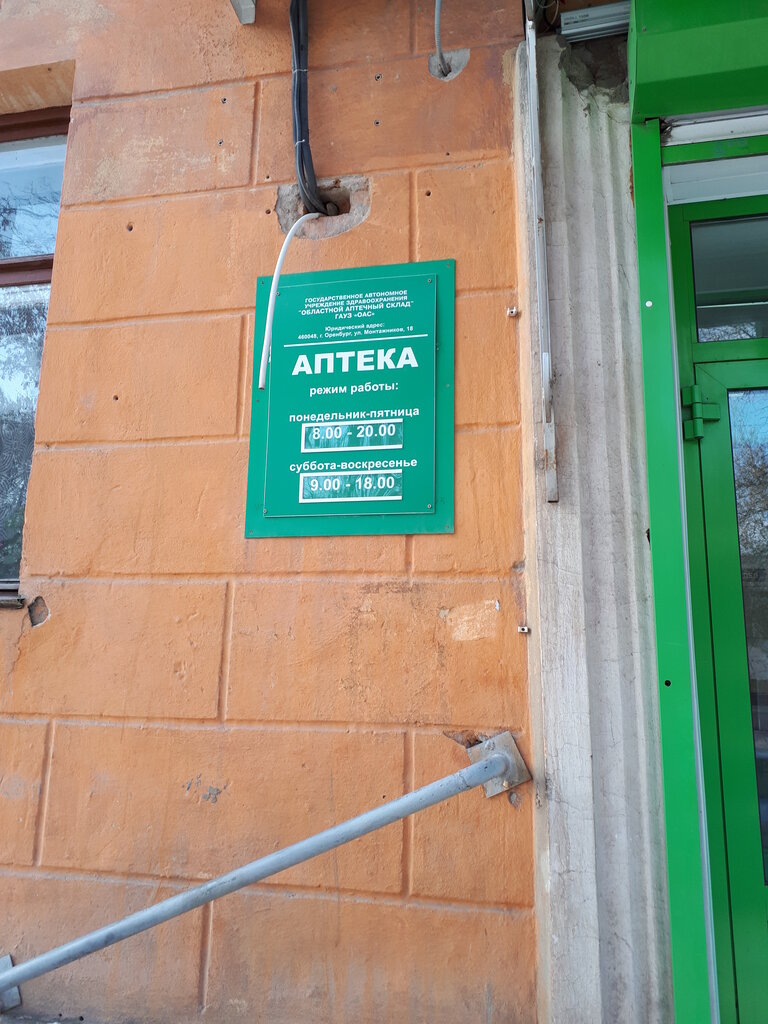 ГОСУДАРСТВЕННОЕ АВТОНОМНОЕ
УЧРЕЖДЕНИЕ ЗДРАВООХРАНЕНИЯ
"ОБЛАСТНОЙ АПТЕЧНЫЙ СКЛАД"
ГАУЗ «ОАС»
Юридический адрес:
460048, г. Оренбург, ул. Монтажников, 18
АПТЕКА
режим работы:
понедельник-пятница
8.00 - 20.00
суббота-воскресенье
9.00 - 18.00